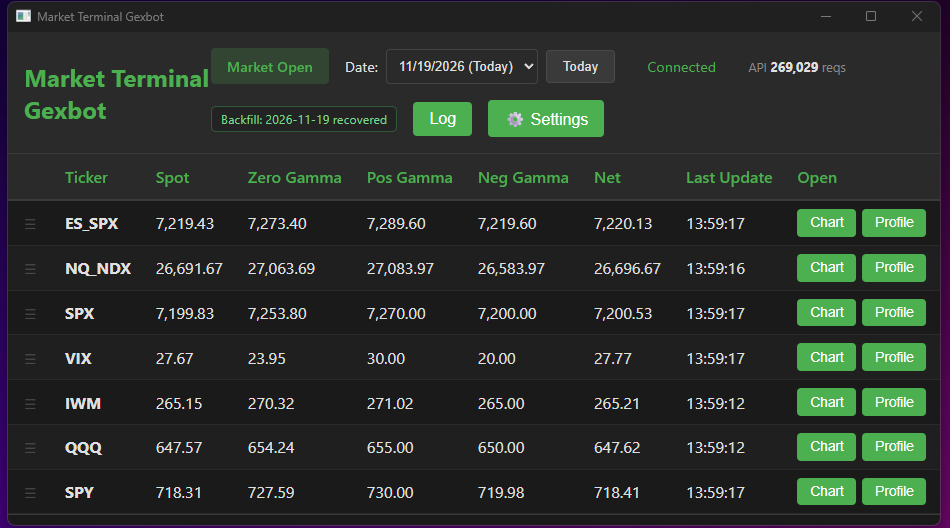 Market Terminal Gexbot
Market Terminal Gexbot
Market Open Date: 11/19/2026 (Today) Today Connected API 269,029 reqs
Backfill: 2026-11-19 recovered Log Settings
Ticker Spot Zero Gamma Pos Gamma Neg Gamma Net Last Update Open
ES_SPX 7,219.43 7,273.40 7,289.60 7,219.60 7,220.13 13:59:17 Chart Profile
NQ_NDX 26,691.67 27,063.69 27,083.97 26,583.97 26,696.67 13:59:16 Chart Profile
SPX 7,199.83 7,253.80 7,270.00 7,200.00 7,200.53 13:59:17 Chart Profile
VIX 27.67 23.95 30.00 20.00 27.77 13:59:17 Chart Profile
IWM 265.15 270.32 271.02 265.00 265.21 13:59:12 Chart Profile
QQQ 647.57 654.24 655.00 650.00 647.62 13:59:12 Chart Profile
SPY 718.31 727.59 730.00 719.98 718.41 13:59:17 Chart Profile